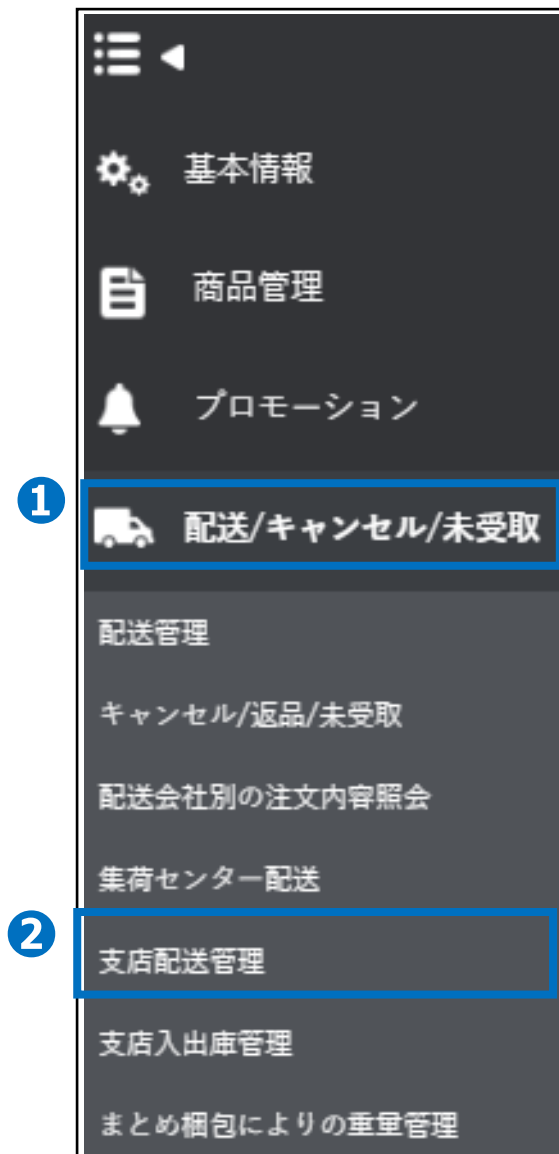 基本情報
商品管理
プロモーション
1
配送/キャンセル/未受取
配送管理
キャンセル/返品/未受取
配送会社別の注文内容照会
集荷センター配送
2
支店配送管理
支店入出庫管理
まとめ梱包によりの重量管理